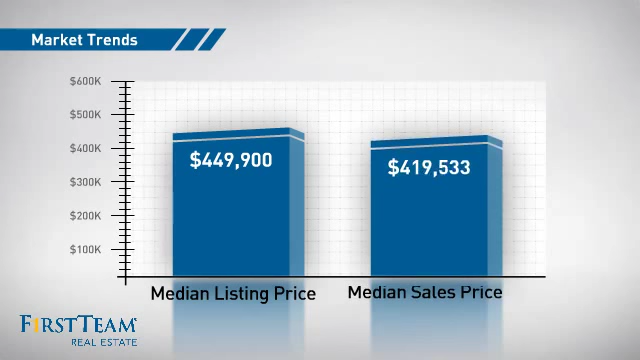 Market Trends
$600K
$500K
$400K
$300K
$200K
$100K
$449,900
$419,533
Median Listing Price
Median Sales Price
FIRSTTEAM®
REAL ESTATE